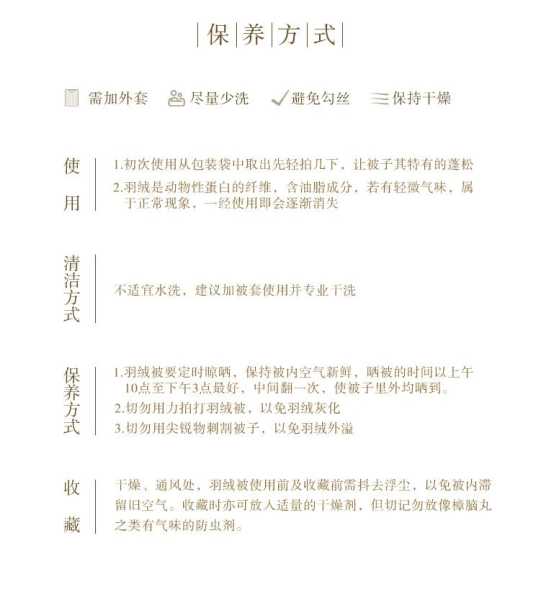 保养方式
需加外套 尽量少洗 避免勾丝 保持干燥
使用
1.初次使用从包装袋中取出先轻拍几下，让被子其特有的蓬松
2.羽绒是动物性蛋白的纤维，含油脂成分，若有轻微气味，属
于正常现象，一经使用即会逐渐消失
清洁方式
不适宜水洗，建议加被套使用并专业干洗
保养方式
1.羽绒被要定时晾晒，保持被内空气新鲜，晒被的时间以上午
10点至下午3点最好，中间翻一次，使被子里外均晒到。
2.切勿用力拍打羽绒被，以免羽绒灰化
3.切勿用尖锐物刺割被子，以免羽绒外溢
收藏
干燥、通风处，羽绒被使用前及收藏前需抖去浮尘，以免被内滞
留旧空气。收藏时亦可放入适量的干燥剂，但切记勿放像樟脑丸
之类有气味的防虫剂。